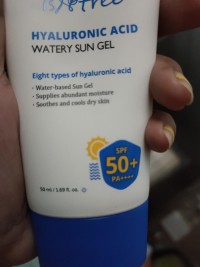 HYALURONIC ACID
WATERY SUN GEL
Eight types of hyaluronic acid
- Water-based Sun Gel
- Supplies abundant moisture
- Soothes and cools dry skin
SPF
50+
PA++++
50 ml / 1.69 fl. oz.